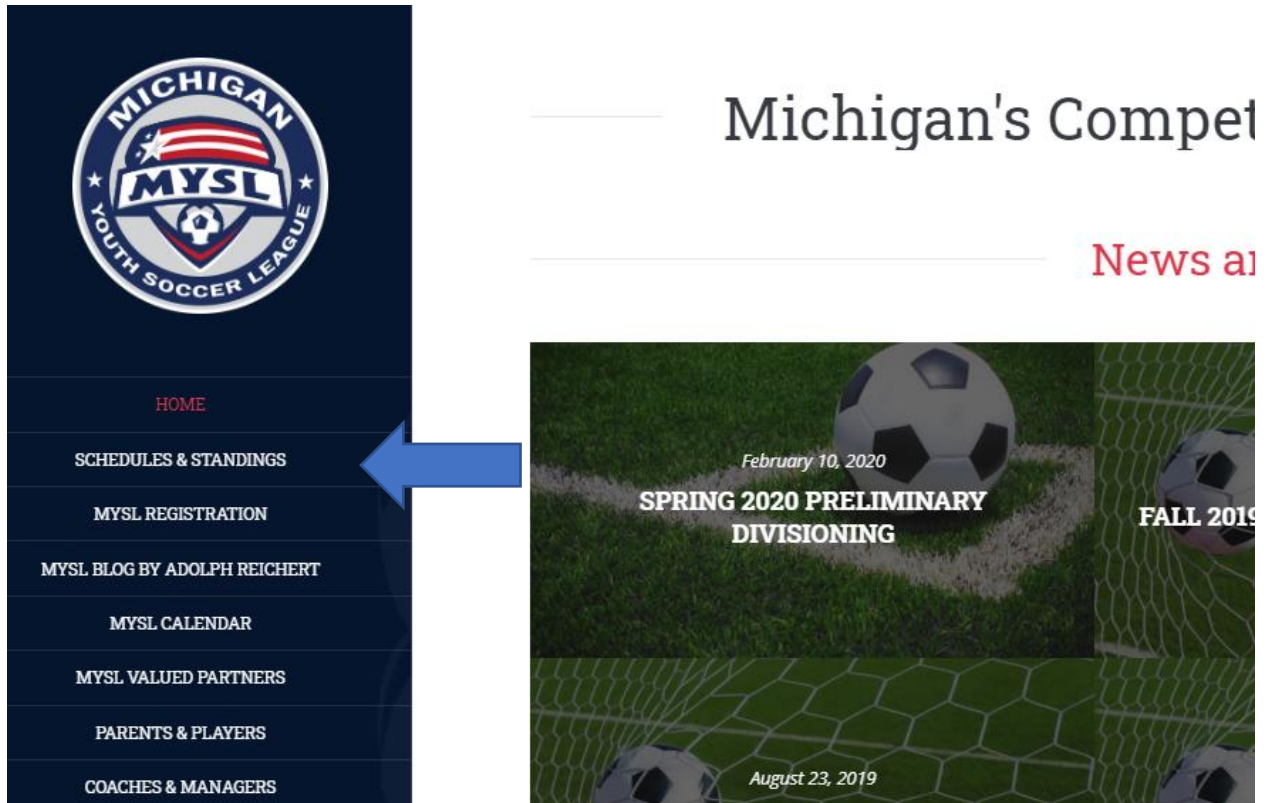 MICHIGAN
MYSL
YOUTH SOCCER LEAGUE
HOME
SCHEDULES & STANDINGS
MYSL REGISTRATION
MYSL BLOG BY ADOLPH REICHERT
MYSL CALENDAR
MYSL VALUED PARTNERS
PARENTS & PLAYERS
COACHES & MANAGERS
Michigan's Compet
News a
February 10, 2020
SPRING 2020 PRELIMINARY
DIVISIONING
FALL 2019
August 23, 2019